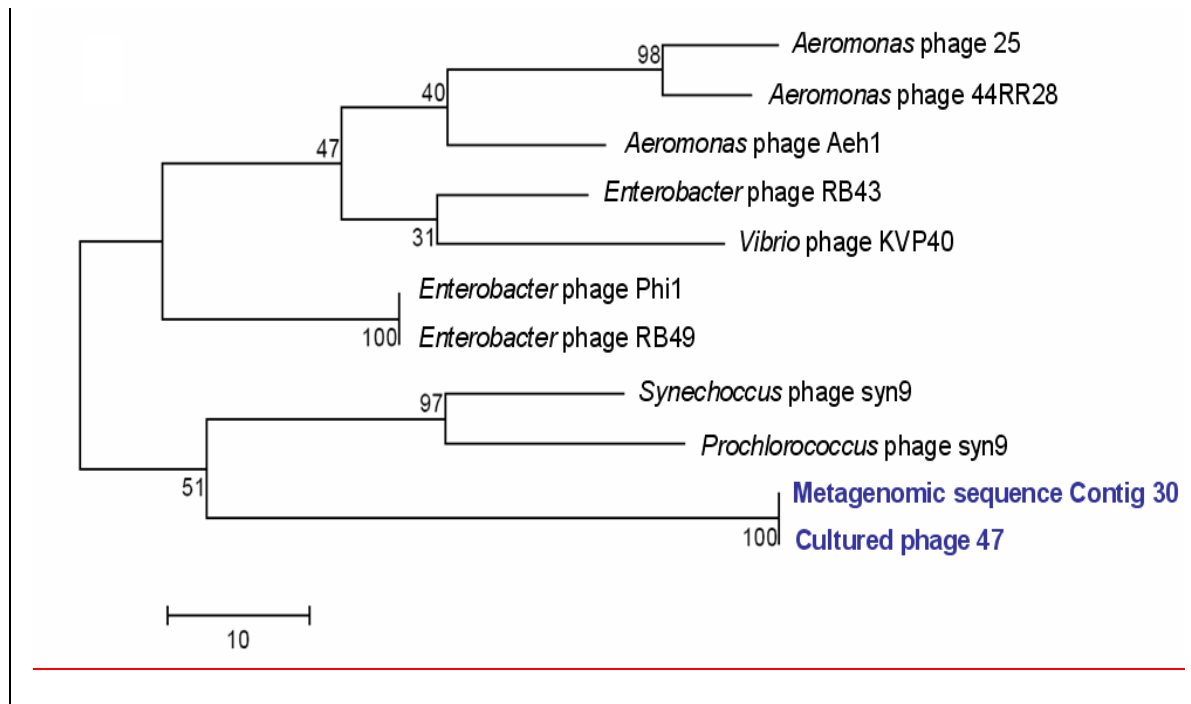 98
Aeromonas phage 25
40
Aeromonas phage 44RR28
47
Aeromonas phage Aeh1
Enterobacter phage RB43
31
Vibrio phage KVP40
Enterobacter phage Phi1
100
Enterobacter phage RB49
97
Synechoccus phage syn9
Prochlorococcus phage syn9
51
Metagenomic sequence Contig 30
100
Cultured phage 47
10